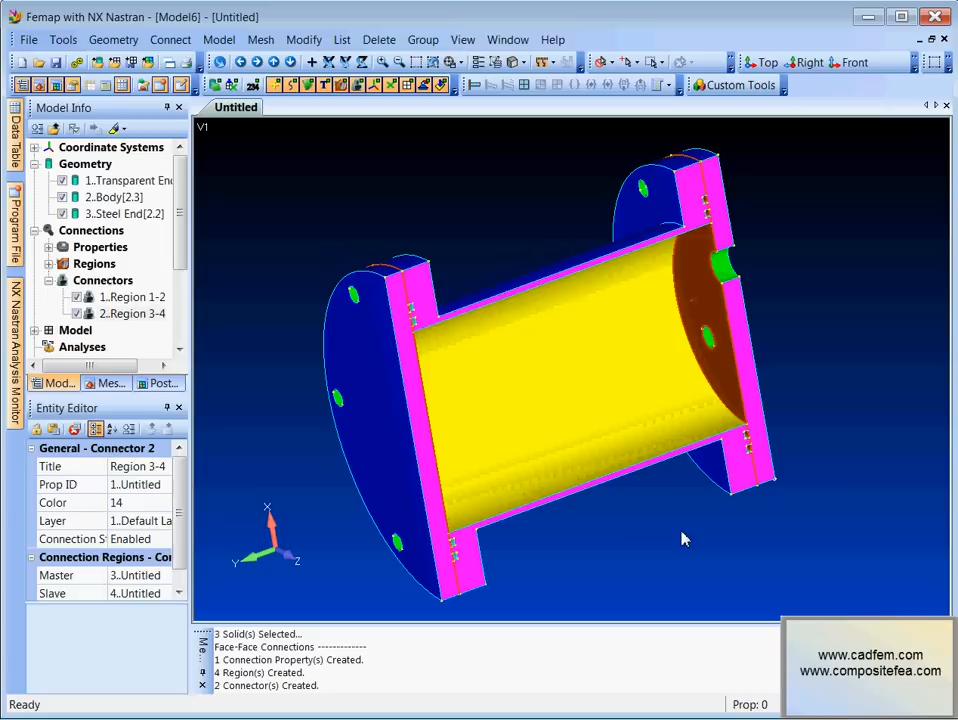 Femap with NX Nastran - [Model6] - [Untitled]
File Tools Geometry Connect Model Mesh Modify List Delete Group View Window Help
Top Right Front
234 Custom Tools
Model Info
Untitled
V1
Data Table
Program File
NX Nastran Analysis Monitor
Coordinate Systems
Geometry
1..Transparent End
2..Body[2.3]
3..Steel End[2.2]
Connections
Properties
Regions
Connectors
1..Region 1-2
2..Region 3-4
Model
Analyses
Mod... Mes... Post...
Entity Editor
General - Connector 2
Title Region 3-4
Prop ID 1..Untitled
Color 14
Layer 1..Default La
Connection S Enabled
Connection Regions - Con
Master 3..Untitled
Slave 4..Untitled
X
Y
Z
Me...
3 Solid(s) Selected...
Face-Face Connections -------------
1 Connection Property(s) Created.
4 Region(s) Created.
2 Connector(s) Created.
www.cadfem.com
www.compositefea.com
Ready
Prop: 0